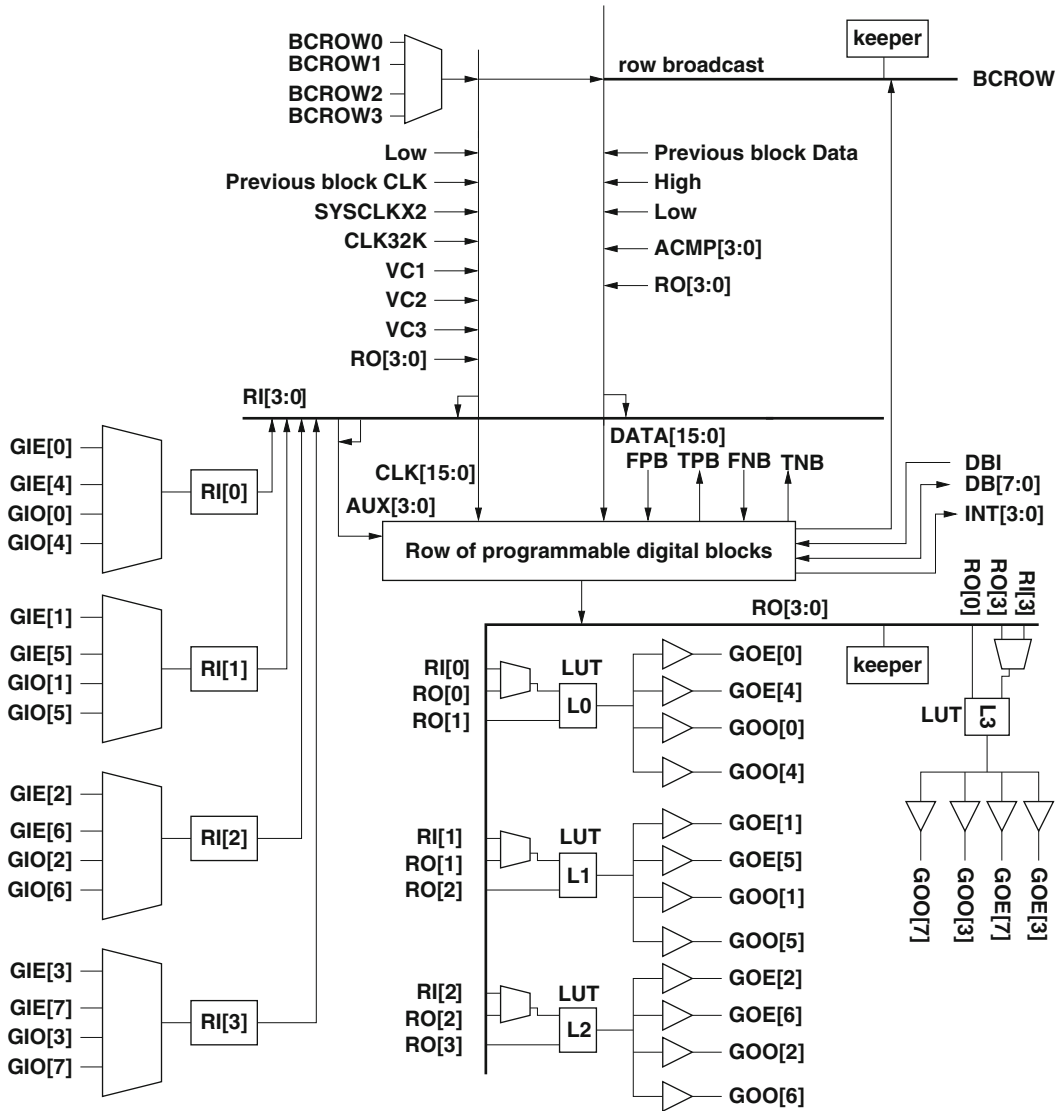 BCROW0
BCROW1
BCROW2
BCROW3
keeper
row broadcast
BCROW
Low
Previous block CLK
SYSCLKX2
CLK32K
VC1
VC2
VC3
RO[3:0]
Previous block Data
High
Low
ACMP[3:0]
RO[3:0]
RI[3:0]
GIE[0]
GIE[4]
GIO[0]
GIO[4]
RI[0]
GIE[1]
GIE[5]
GIO[1]
GIO[5]
RI[1]
GIE[2]
GIE[6]
GIO[2]
GIO[6]
RI[2]
GIE[3]
GIE[7]
GIO[3]
GIO[7]
RI[3]
CLK[15:0]
AUX[3:0]
DATA[15:0]
FPB
TPB
FNB
TNB
DBI
DB[7:0]
INT[3:0]
Row of programmable digital blocks
RO[3:0]
RI[0]
RO[0]
RO[1]
LUT
L0
GOE[0]
GOE[4]
GOO[0]
GOO[4]
RI[1]
RO[1]
RO[2]
LUT
L1
GOE[1]
GOE[5]
GOO[1]
GOO[5]
RI[2]
RO[2]
RO[3]
LUT
L2
GOE[2]
GOE[6]
GOO[2]
GOO[6]
keeper
RO[0]
RO[3]
RI[3]
LUT
L3
GOO[7]
GOO[3]
GOE[7]
GOE[3]